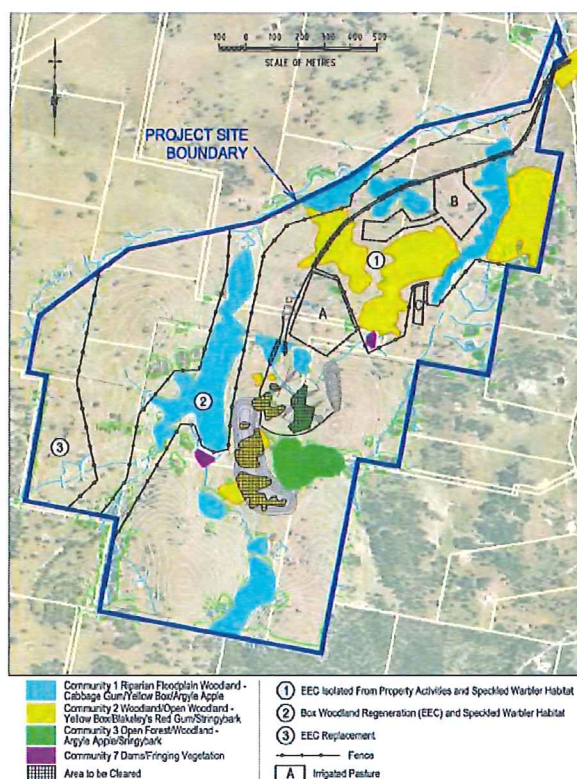 100 0 100 200 300 400 500
SCALE OF METRES
PROJECT SITE
BOUNDARY
B
1
A
C
2
3
Community 1 Riparian Floodplain Woodland -
Cabbage Gum/Yellow Box/Argyle Apple
Community 2 Woodland/Open Woodland -
Yellow Box/Blakeley's Red Gum/Stringybark
Community 3 Open Forest/Woodland -
Argyle Apple/Stringybark
Community 7 Dams/Fringing Vegetation
Area to be Cleared
1 EEC Isolated From Property Activities and Speckled Warbler Habitat
2 Box Woodland Regeneration (EEC) and Speckled Warbler Habitat
3 EEC Replacement
Fence
A Irrigated Pasture